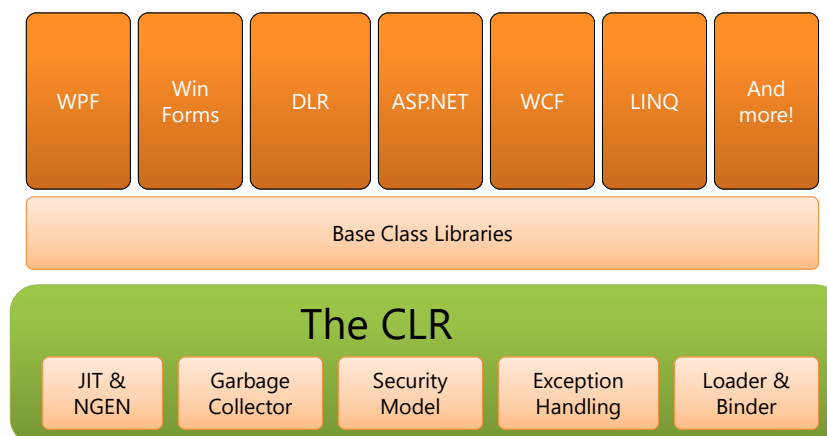 WPF
Win
Forms
DLR
ASP.NET
WCF
LINQ
And
more!
Base Class Libraries
The CLR
JIT &
NGEN
Garbage
Collector
Security
Model
Exception
Handling
Loader &
Binder